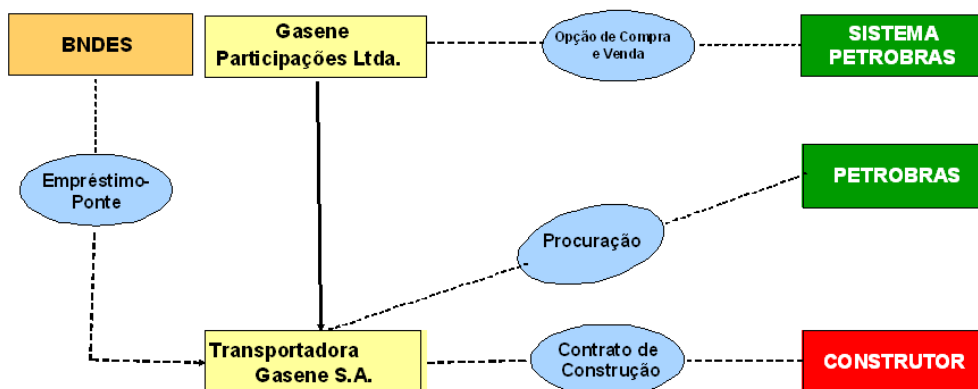 BNDES
Gasene
Participações Ltda.
Opção de Compra
e Venda
SISTEMA
PETROBRAS
Empréstimo-
Ponte
PETROBRAS
Procuração
Transportadora
Gasene S.A.
Contrato de
Construção
CONSTRUTOR